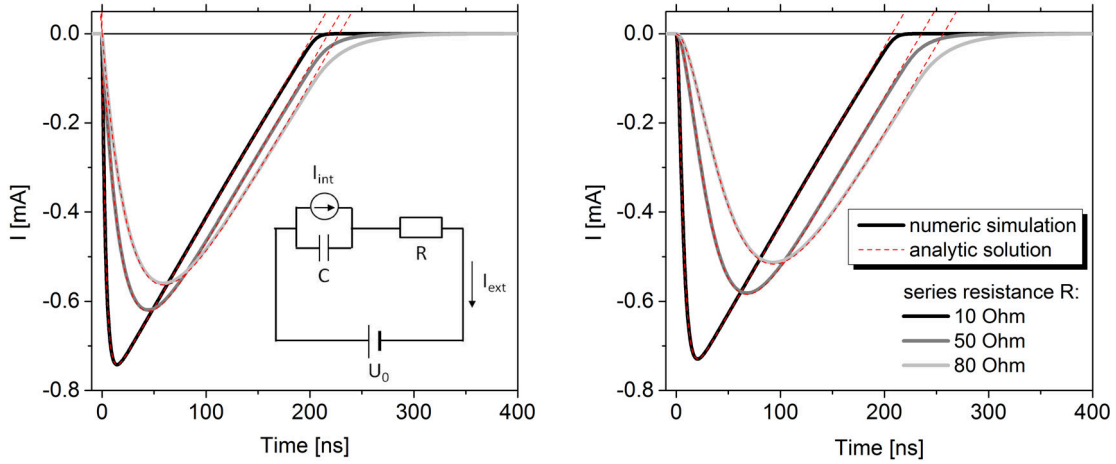 0.0
-0.2
-0.4
-0.6
-0.8
I [mA]
0
100
200
300
400
Time [ns]
I_int
C
R
I_ext
U_0
0.0
-0.2
-0.4
-0.6
-0.8
I [mA]
0
100
200
300
400
Time [ns]
numeric simulation
analytic solution
series resistance R:
10 Ohm
50 Ohm
80 Ohm